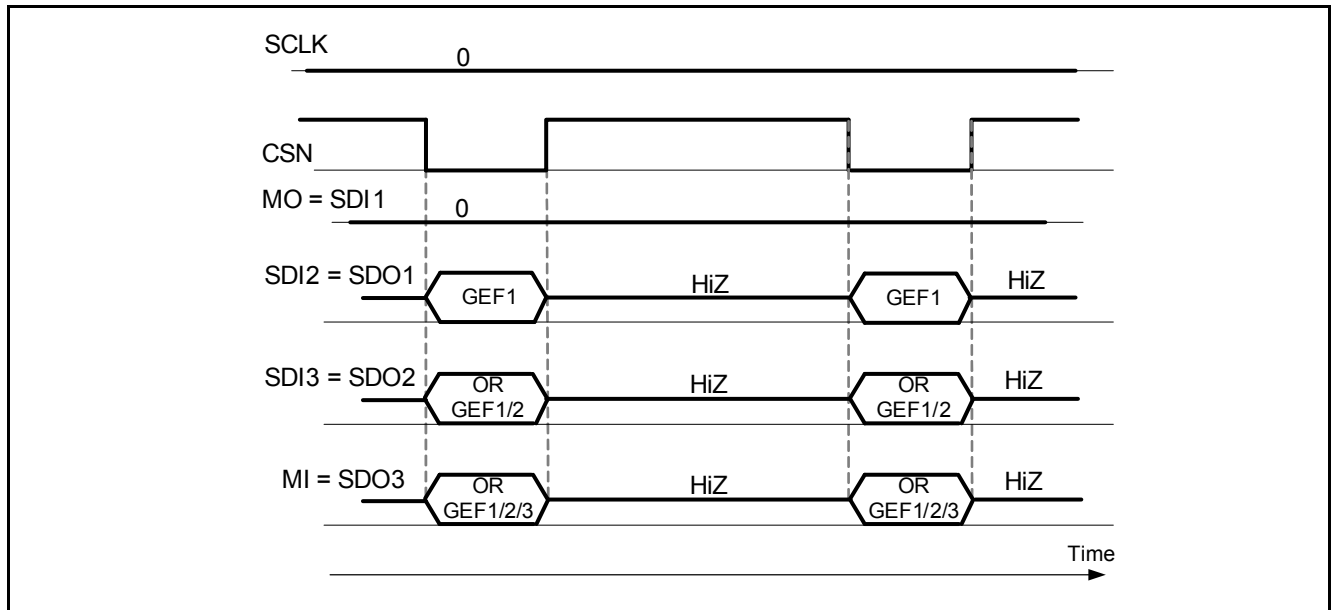 SCLK
0
CSN
MO = SDI1
0
SDI2 = SDO1
GEF1
HiZ
GEF1
HiZ
SDI3 = SDO2
OR
GEF1/2
HiZ
OR
GEF1/2
HiZ
MI = SDO3
OR
GEF1/2/3
HiZ
OR
GEF1/2/3
HiZ
Time